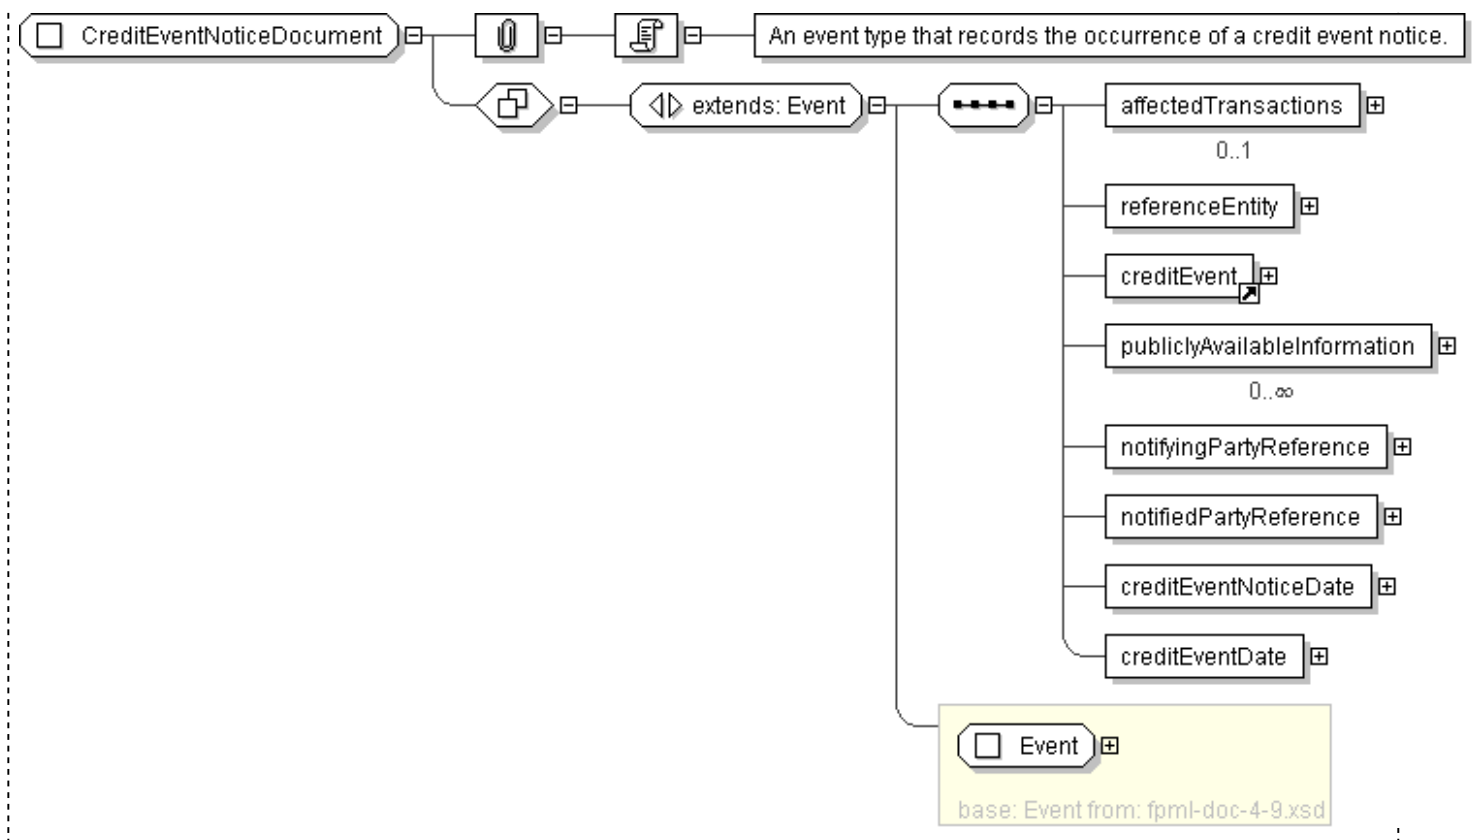 CreditEventNoticeDocument
An event type that records the occurrence of a credit event notice.
extends: Event
affectedTransactions
0..1
referenceEntity
creditEvent
publiclyAvailableInformation
0..∞
notifyingPartyReference
notifiedPartyReference
creditEventNoticeDate
creditEventDate
Event
base: Event from: fpml-doc-4-9.xsd